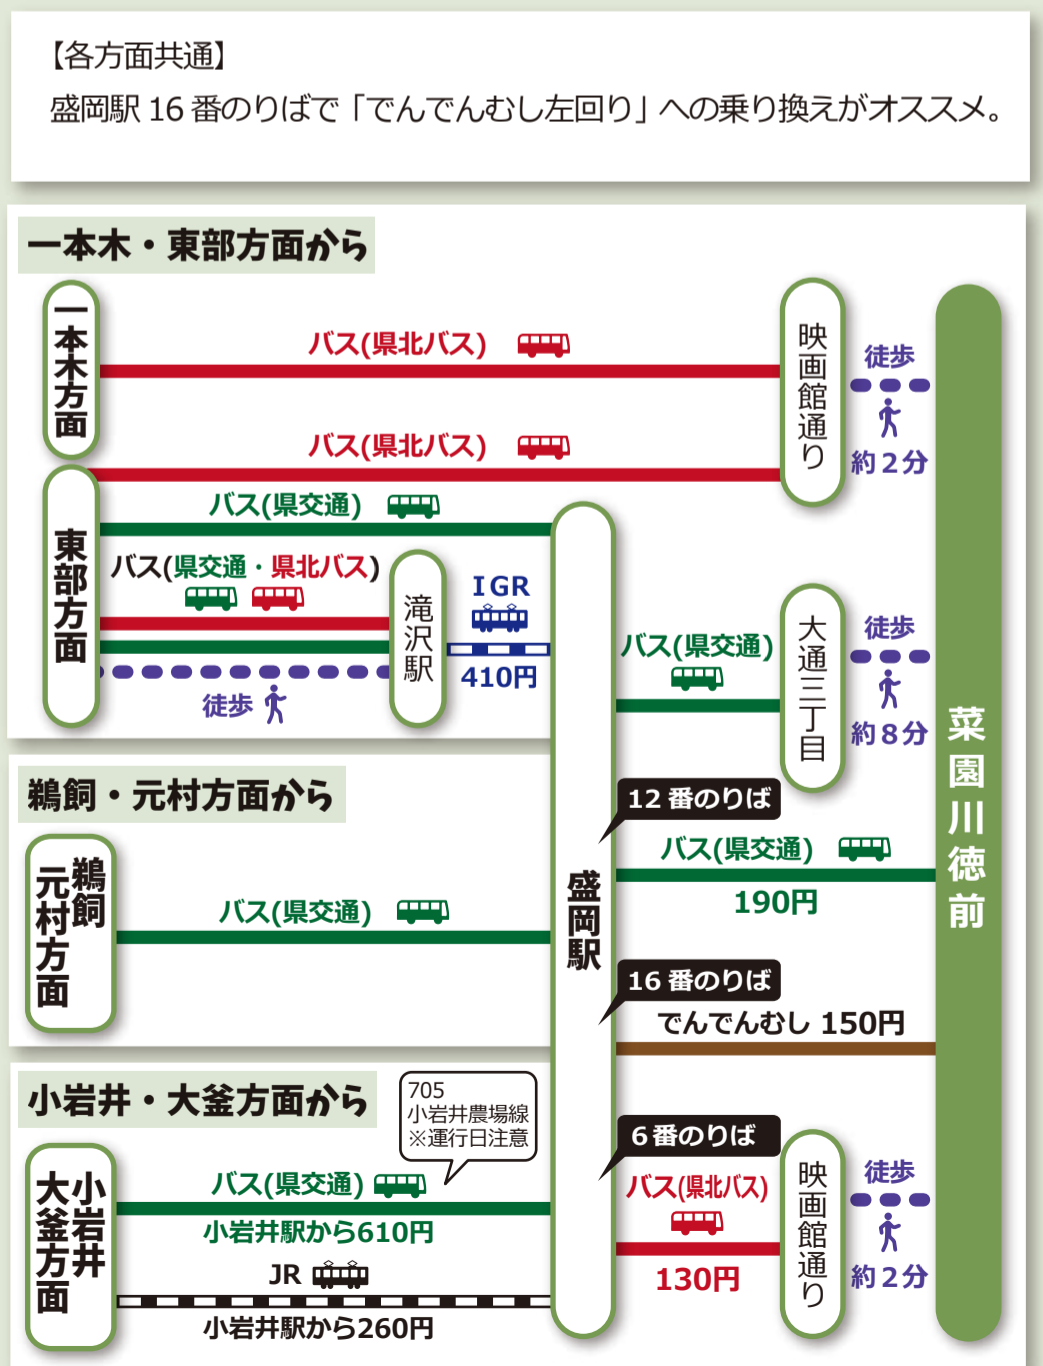 【各方面共通】
盛岡駅 16 番のりばで「でんでんむし左回り」への乗り換えがオススメ。
一本木・東部方面から
一本木方面
バス(県北バス)
映画館通り
徒歩
約2分
バス(県北バス)
東部方面
バス(県交通)
バス(県交通・県北バス)
徒歩
滝沢駅
IGR
410円
盛岡駅
バス(県交通)
大通三丁目
徒歩
約8分
菜園川徳前
鵜飼・元村方面から
鵜飼
元村方面
バス(県交通)
12 番のりば
バス(県交通)
190円
16 番のりば
でんでんむし 150円
小岩井・大釜方面から
小岩井
大釜方面
705
小岩井農場線
※運行日注意
バス(県交通)
小岩井駅から610円
JR
小岩井駅から260円
6番のりば
バス(県北バス)
130円
映画館通り
徒歩
約2分